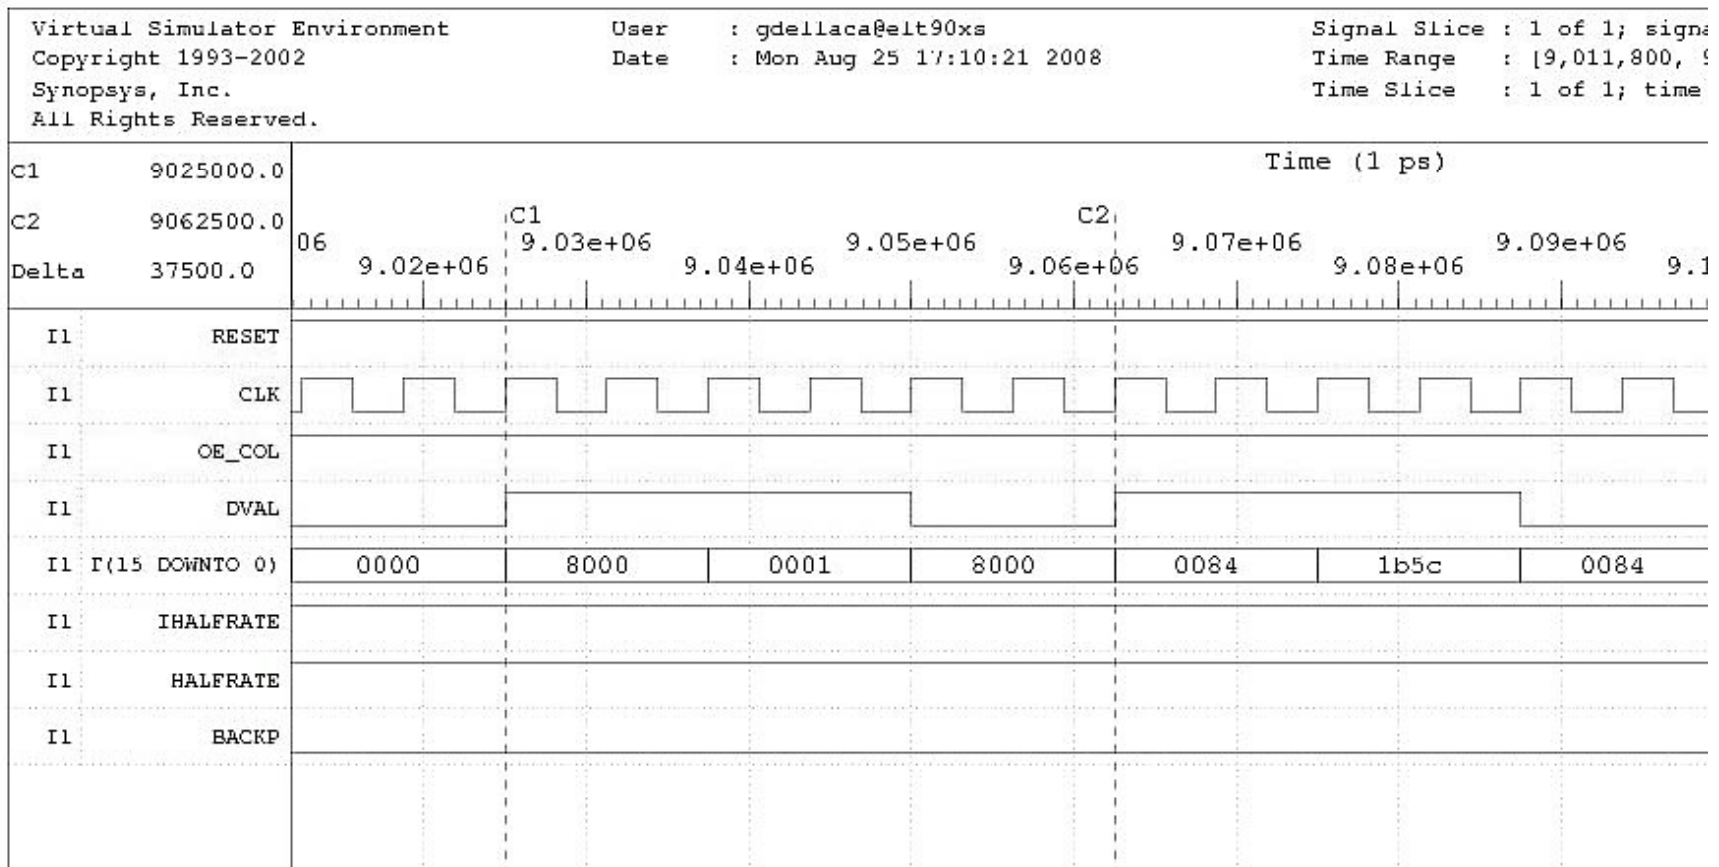 Virtual Simulator Environment User : gdellaca@elt90xs Signal Slice : 1 of 1; signa
Copyright 1993-2002 Date : Mon Aug 25 17:10:21 2008 Time Range : [9,011,800, 9
Synopsys, Inc. Time Slice : 1 of 1; time
All Rights Reserved.
Time (1 ps)
C1 9025000.0
C2 9062500.0 C1 C2
06 9.03e+06 9.05e+06 9.07e+06 9.09e+06
Delta 37500.0 9.02e+06 9.04e+06 9.06e+06 9.08e+06 9.1
I1 RESET
I1 CLK
I1 OE_COL
I1 DVAL
I1 T(15 DOWNTO 0) 0000 8000 0001 8000 0084 1b5c 0084
I1 IHALFRATE
I1 HALFRATE
I1 BACKP